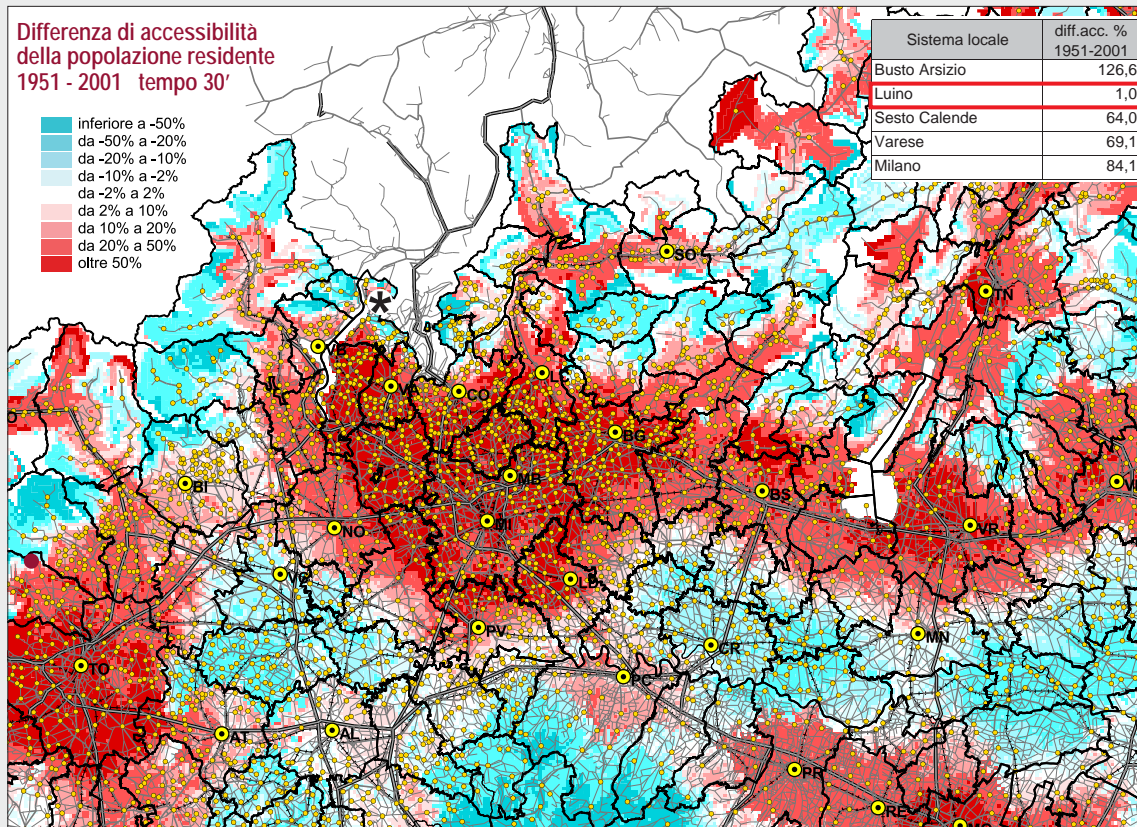 Differenza di accessibilità
della popolazione residente
1951 - 2001 tempo 30'
inferiore a -50%
da -50% a -20%
da -20% a -10%
da -10% a -2%
da -2% a 2%
da 2% a 10%
da 10% a 20%
da 20% a 50%
oltre 50%
Sistema locale diff.acc. %
1951-2001
Busto Arsizio 126,6
Luino 1,0
Sesto Calende 64,0
Varese 69,1
Milano 84,1
*
SO
TN
VB
CO
BG
BI
MB
BS
NO
MI
VR
VC
LO
PV
MN
CR
TO
PC
AT
AL
PR
RE